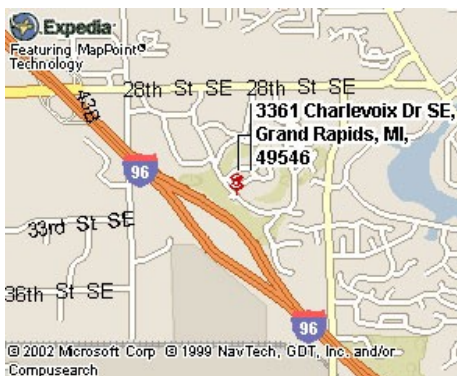 Expedia
Featuring MapPoint
Technology
43B
28th St SE 28th St SE
3361 Charlevoix Dr SE,
Grand Rapids, MI,
49546
96
33rd St SE
36th St SE
96
© 2002 Microsoft Corp © 1999 NavTech, GDT, Inc. and/or
Compusearch